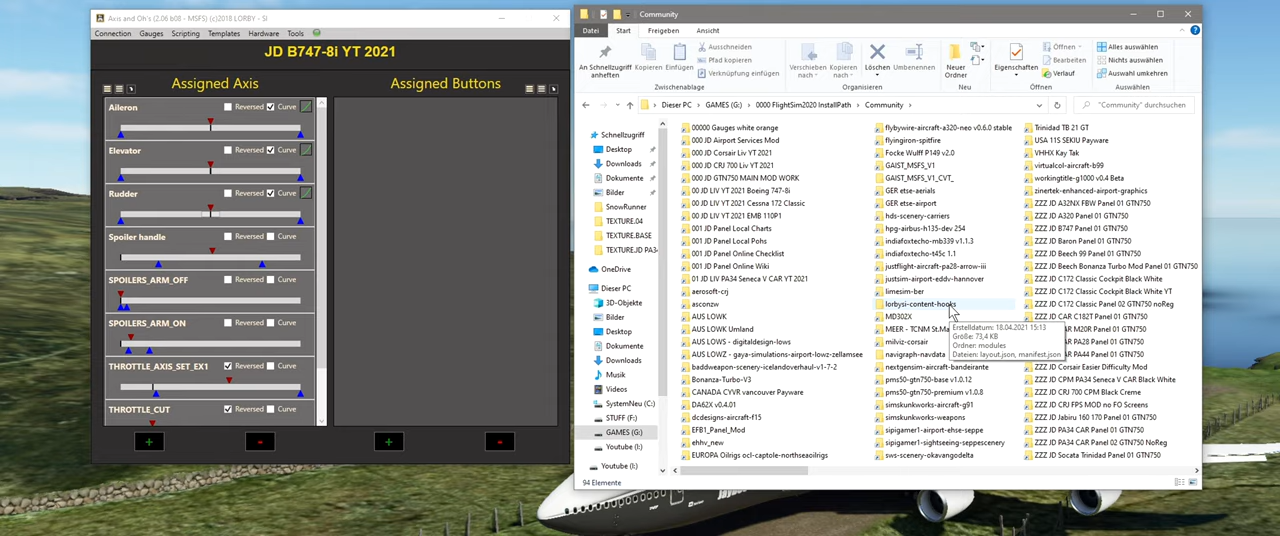 Axis and Oh's (2.06 b08 - MSFS) (c)2018 LORBY - SI
Connection Gauges Scripting Templates Hardware Tools
JD B747-8i YT 2021
Assigned Axis
Assigned Buttons
Aileron Reversed Curve
Elevator Reversed Curve
Rudder Reversed Curve
Spoiler handle Reversed Curve
SPOILERS_ARM_OFF Reversed Curve
SPOILERS_ARM_ON Reversed Curve
THROTTLE_AXIS_SET_EX1 Reversed Curve
THROTTLE_CUT Reversed Curve
+ - + -
Community
Datei Start Freigeben Ansicht
An Schnellzugriff
anheften
Kopieren
Einfügen
Ausschneiden
Pfad kopieren
Verknüpfung einfügen
Zwischenablage
Verschieben
nach
Kopieren
nach
Löschen
Umbenennen
Organisieren
Neuer
Ordner
Neu
Eigenschaften
Öffnen
Bearbeiten
Verlauf
Öffnen
Alles auswählen
Nichts auswählen
Auswahl umkehren
Auswählen
Dieser PC > GAMES (G:) > 0000 FlightSim2020 InstallPath > Community >
"Community" durchsuchen
Schnellzugriff
Desktop
Downloads
Dokumente
Bilder
SnowRunner
TEXTURE.04
TEXTURE.BASE
TEXTURE.JD PA34
OneDrive
Dieser PC
3D-Objekte
Bilder
Desktop
Dokumente
Downloads
Musik
Videos
SystemNeu (C:)
STUFF (F:)
GAMES (G:)
Youtube (I:)
Youtube (I:)
00000 Gauges white orange
000 JD Airport Services Mod
000 JD Corsair Liv YT 2021
000 JD CRJ 700 Liv YT 2021
000 JD GTN750 MAIN MOD WORK
00 JD LIV YT 2021 Boeing 747-8i
00 JD LIV YT 2021 Cessna 172 Classic
00 JD LIV YT 2021 EMB 110P1
001 JD Panel Local Charts
001 JD Panel Local Pohs
001 JD Panel Online Checklist
001 JD Panel Online Wiki
01 JD LIV PA34 Seneca V CAR YT 2021
aerosoft-crj
asconzw
AUS LOWK
AUS LOWK Umland
AUS LOWS - digitaldesign-lows
AUS LOWZ - gaya-simulations-airport-lowz-zellamsee
baddweapon-scenery-icelandoverhaul-v1-7-2
Bonanza-Turbo-V3
CANADA CYVR vancouver Payware
DA62X v0.4.01
dcdesigns-aircraft-f15
EFB1_Panel_Mod
ehhv_new
EUROPA Oilrigs ocl-captole-northseaoilrigs
flybywire-aircraft-a320-neo v0.6.0 stable
flyingiron-spitfire
Focke Wulff P149 v2.0
GAIST_MSFS_V1
GAIST_MSFS_V1_CVT_
GER etse-aerials
GER etse-airport
hds-scenery-carriers
hpg-airbus-h135-dev 254
indiafoxtecho-mb339 v1.1.3
indiafoxtecho-t45c 1.1
justflight-aircraft-pa28-arrow-iii
justsim-airport-eddv-hannover
limesim-ber
lorbysi-content-hooks
MD302X
MEER - TCNM St.Ma
milviz-corsair
navigraph-navdata
nextgensim-aircraft-bandeirante
pms50-gtn750-base v1.0.12
pms50-gtn750-premium v1.0.8
simskunkworks-aircraft-g91
simskunkworks-weapons
sipigamer1-airport-ehse-seppe
sipigamer1-sightseeing-seppescenery
sws-scenery-okavangodelta
Trinidad TB 21 GT
USA 11S SEKIU Payware
VHHX Kay Tak
virtualcol-aircraft-b99
workingtitle-g1000 v0.4 Beta
zinertek-enhanced-airport-graphics
ZZZ JD A32NX FBW Panel 01 GTN750
ZZZ JD A320 Panel 01 GTN750
ZZZ JD B747 Panel 01 GTN750
ZZZ JD Baron Panel 01 GTN750
ZZZ JD Beech 99 Panel 01 GTN750
ZZZ JD Beech Bonanza Turbo Mod Panel 01 GTN750
ZZZ JD C172 Classic Cockpit Black White
ZZZ JD C172 Classic Cockpit Black White YT
ZZZ JD C172 Classic Panel 02 GTN750 noReg
ZZZ JD CAR C182T Panel 01 GTN750
CAR M20R Panel 01 GTN750
CAR PA28 Panel 01 GTN750
CAR PA44 Panel 01 GTN750
ZZZ JD Corsair Easier Difficulty Mod
ZZZ JD CPM PA34 Seneca V CAR Black White
ZZZ JD CRJ FPS MOD no FO Screens
ZZZ JD Jabiru 160 170 Panel 01 GTN750
ZZZ JD PA34 CAR Panel 02 GTN750 NoReg
ZZZ JD Socata Trinidad Panel 01 GTN750
Erstelldatum: 18.04.2021 15:13
Größe: 73,4 KB
Ordner: modules
Dateien: layout.json, manifest.json
94 Elemente